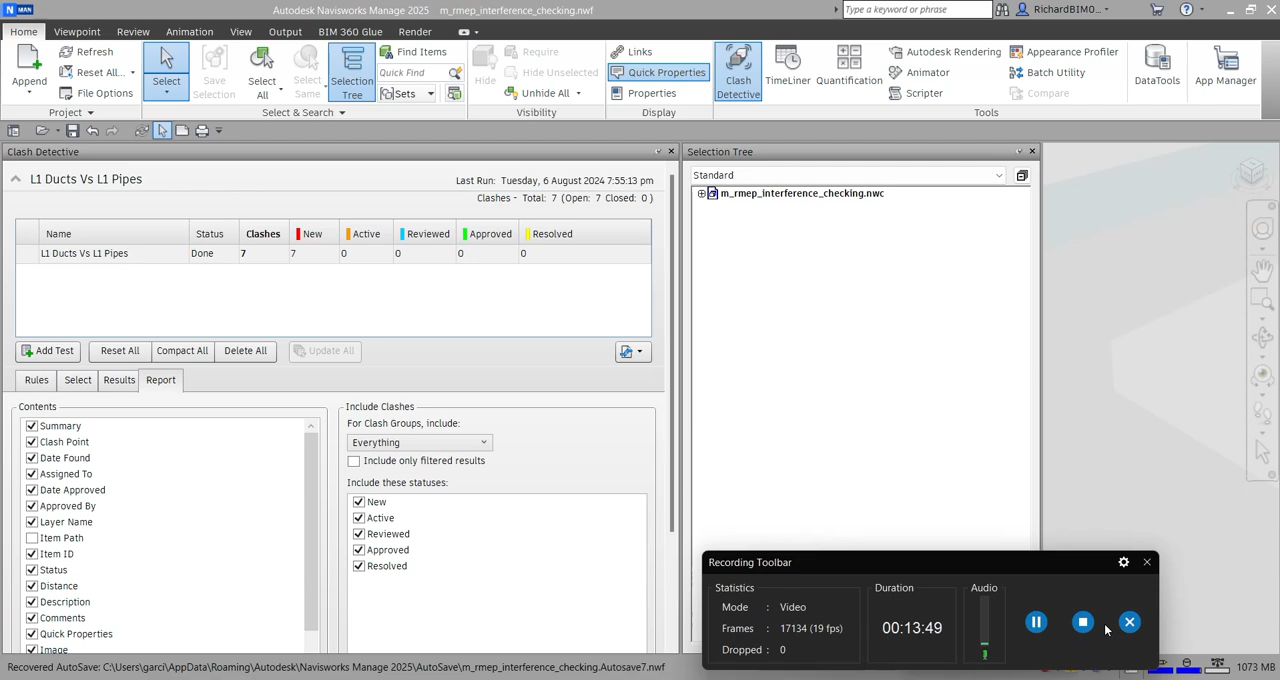 MAN
Autodesk Navisworks Manage 2025 m_rmep_interference_checking.nwf
Type a keyword or phrase
RichardBIMO...
Home Viewpoint Review Animation View Output BIM 360 Glue Render
Append
Refresh
Reset All...
File Options
Project
Select
Save Selection
Select All
Select Same
Selection Tree
Find Items
Quick Find
Sets
Select & Search
Hide
Require
Hide Unselected
Unhide All
Visibility
Links
Quick Properties
Properties
Display
Clash Detective
TimeLiner
Quantification
Autodesk Rendering
Animator
Scripter
Appearance Profiler
Batch Utility
Compare
DataTools
App Manager
Tools
Clash Detective
L1 Ducts Vs L1 Pipes
Last Run: Tuesday, 6 August 2024 7:55:13 pm
Clashes - Total: 7 (Open: 7 Closed: 0 )
Name Status Clashes New Active Reviewed Approved Resolved
L1 Ducts Vs L1 Pipes Done 7 7 0 0 0 0
Add Test Reset All Compact All Delete All Update All
Rules Select Results Report
Contents
Summary
Clash Point
Date Found
Assigned To
Date Approved
Approved By
Layer Name
Item Path
Item ID
Status
Distance
Description
Comments
Quick Properties
Image
Include Clashes
For Clash Groups, include:
Everything
Include only filtered results
Include these statuses:
New
Active
Reviewed
Approved
Resolved
Selection Tree
Standard
m_rmep_interference_checking.nwc
Recording Toolbar
Statistics
Mode : Video
Frames : 17134 (19 fps)
Dropped : 0
Duration
00:13:49
Audio
Recovered AutoSave: C:\Users\garci\AppData\Roaming\Autodesk\Navisworks Manage 2025\AutoSave\m_rmep_interference_checking.Autosave7.nwf
1073 MB